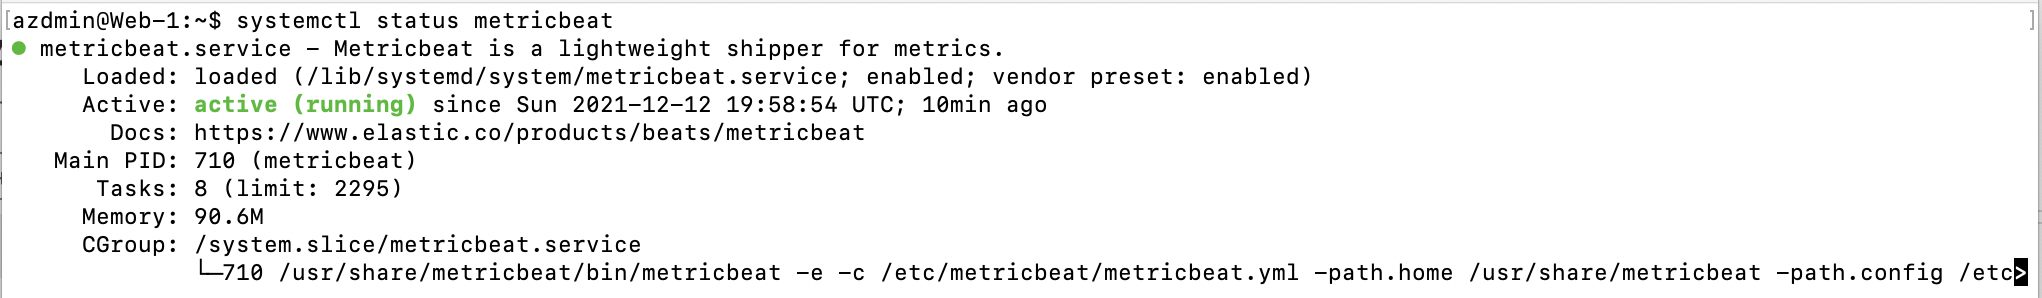 [azdmin@Web-1:~$ systemctl status metricbeat ]
● metricbeat.service – Metricbeat is a lightweight shipper for metrics.
Loaded: loaded (/lib/systemd/system/metricbeat.service; enabled; vendor preset: enabled)
Active: active (running) since Sun 2021-12-12 19:58:54 UTC; 10min ago
Docs: https://www.elastic.co/products/beats/metricbeat
Main PID: 710 (metricbeat)
Tasks: 8 (limit: 2295)
Memory: 90.6M
CGroup: /system.slice/metricbeat.service
└─710 /usr/share/metricbeat/bin/metricbeat -e -c /etc/metricbeat/metricbeat.yml -path.home /usr/share/metricbeat -path.config /etc>